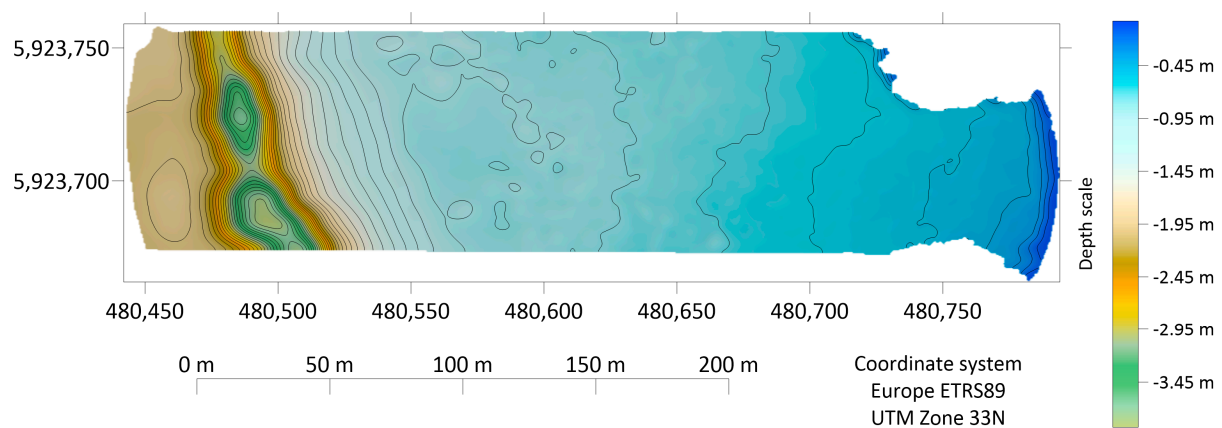 5,923,750
5,923,700
480,450 480,500 480,550 480,600 480,650 480,700 480,750
0 m 50 m 100 m 150 m 200 m
Coordinate system
Europe ETRS89
UTM Zone 33N
Depth scale
-0.45 m
-0.95 m
-1.45 m
-1.95 m
-2.45 m
-2.95 m
-3.45 m